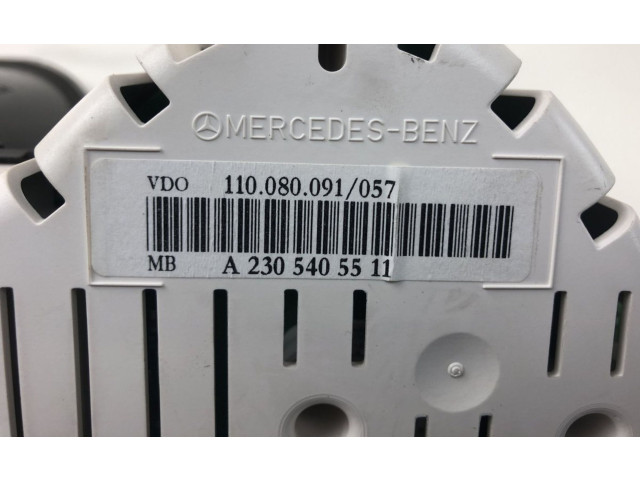 MERCEDES-BENZ
VDO 110.080.091/057
MB A 230 540 55 11